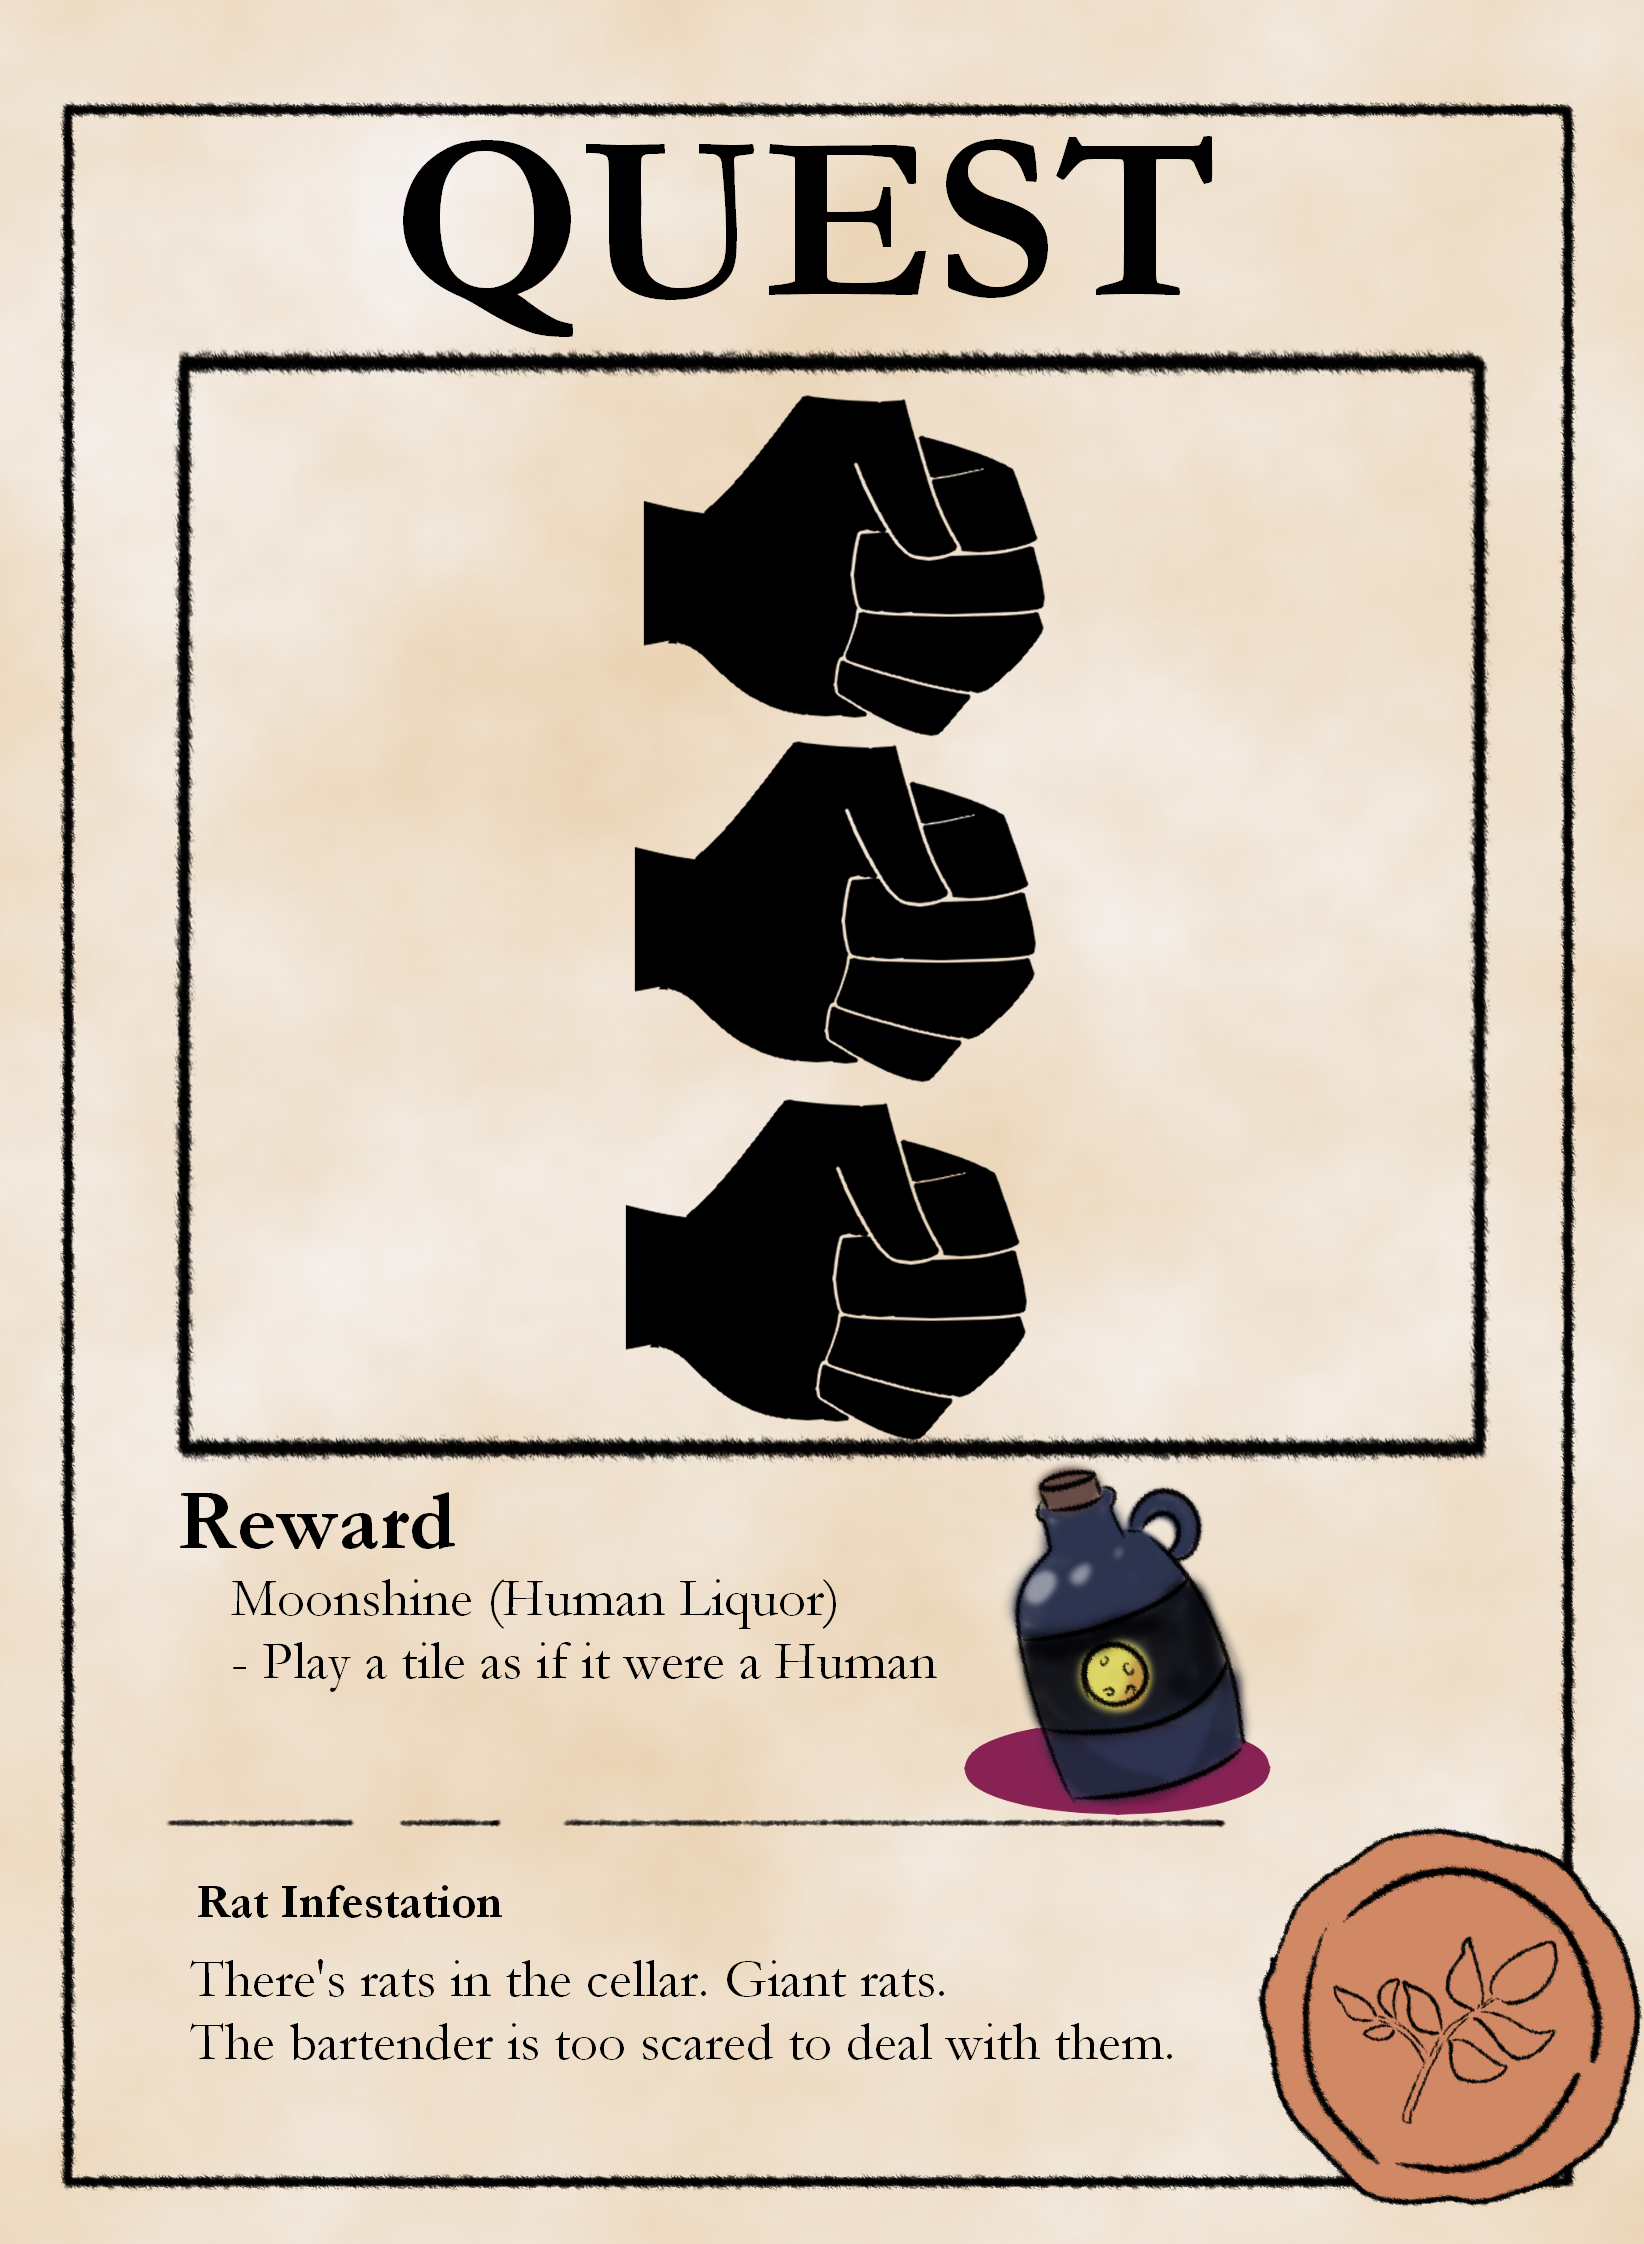 QUEST
Reward
Moonshine (Human Liquor)
- Play a tile as if it were a Human
Rat Infestation
There's rats in the cellar. Giant rats.
The bartender is too scared to deal with them.